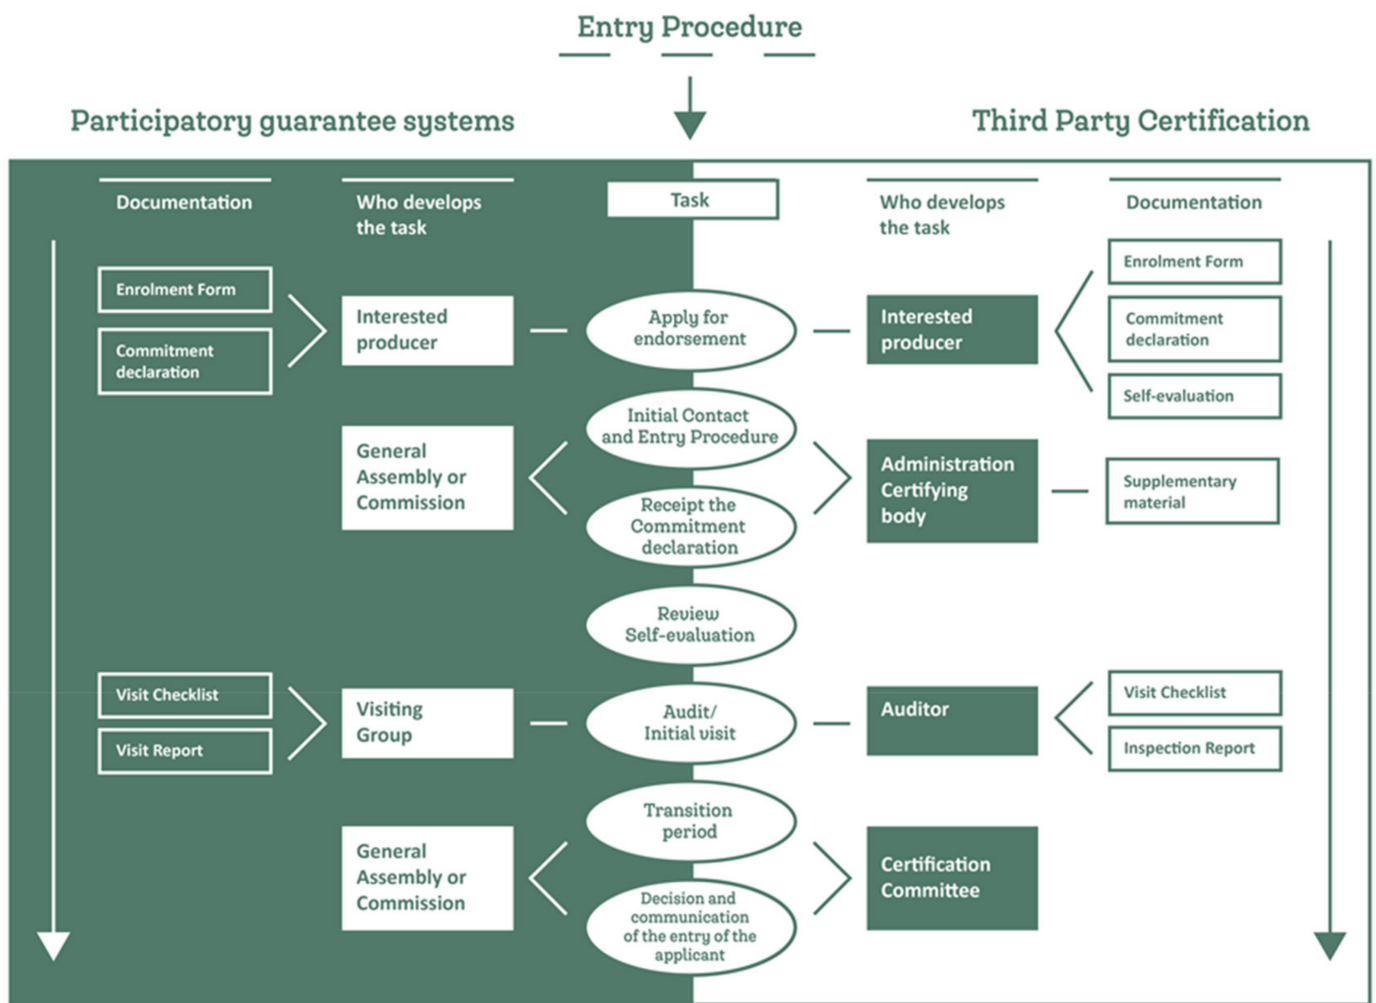 Entry Procedure
Participatory guarantee systems
Third Party Certification
Documentation
Who develops
the task
Task
Who develops
the task
Documentation
Enrolment Form
Commitment
declaration
Interested
producer
Apply for
endorsement
Interested
producer
Enrolment Form
Commitment
declaration
Self-evaluation
General
Assembly or
Commission
Initial Contact
and Entry Procedure
Receipt the
Commitment
declaration
Administration
Certifying
body
Supplementary
material
Review
Self-evaluation
Visit Checklist
Visit Report
Visiting
Group
Audit/
Initial visit
Auditor
Visit Checklist
Inspection Report
General
Assembly or
Commission
Transition
period
Decision and
communication
of the entry of the
applicant
Certification
Committee